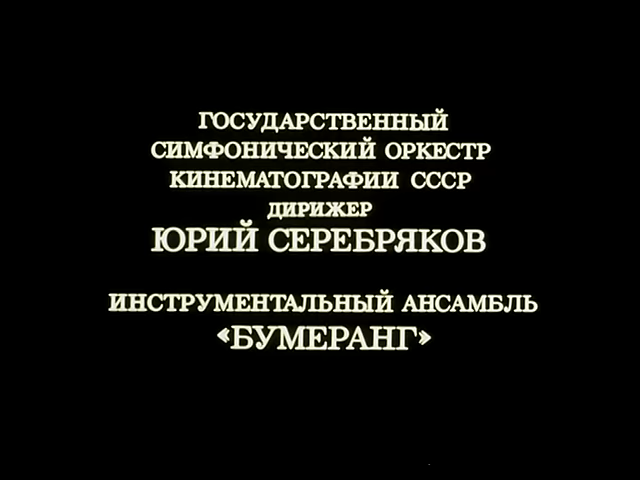 ГОСУДАРСТВЕННЫЙ
СИМФОНИЧЕСКИЙ ОРКЕСТР
КИНЕМАТОГРАФИИ СССР
ДИРИЖЕР
ЮРИЙ СЕРЕБРЯКОВ
ИНСТРУМЕНТАЛЬНЫЙ АНСАМБЛЬ
«БУМЕРАНГ»